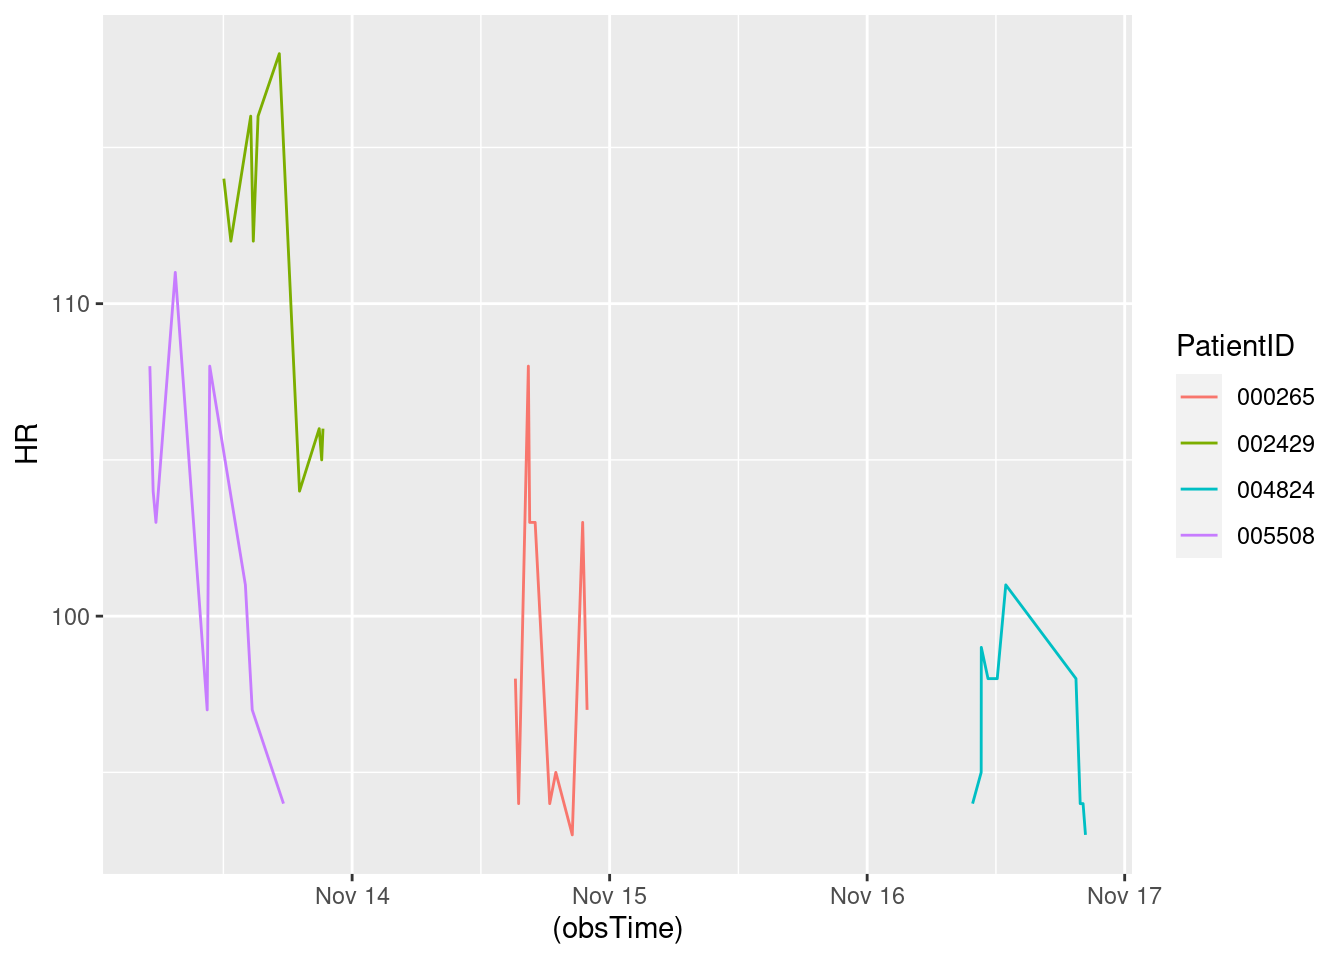 110
100
HR
Nov 14
Nov 15
Nov 16
Nov 17
(obsTime)
PatientID
000265
002429
004824
005508